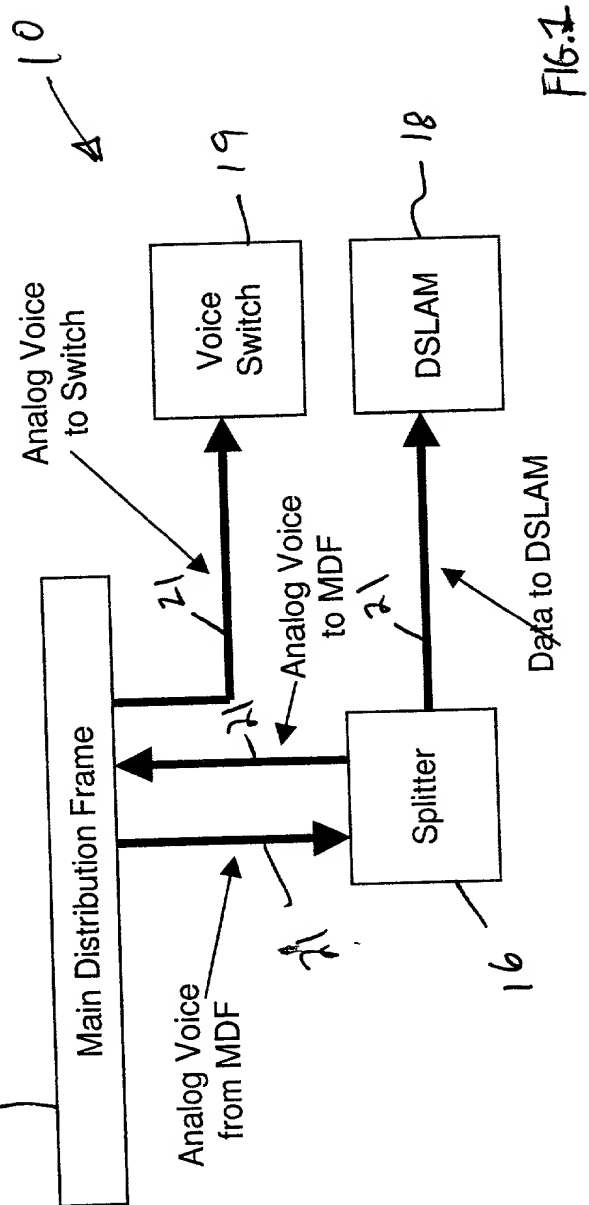 10
Main Distribution Frame
Analog Voice
to Switch
21
Voice
Switch
19
Analog Voice
from MDF
21
21
Analog Voice
to MDF
Splitter
16
21
DSLAM
18
Data to DSLAM
FIG.1